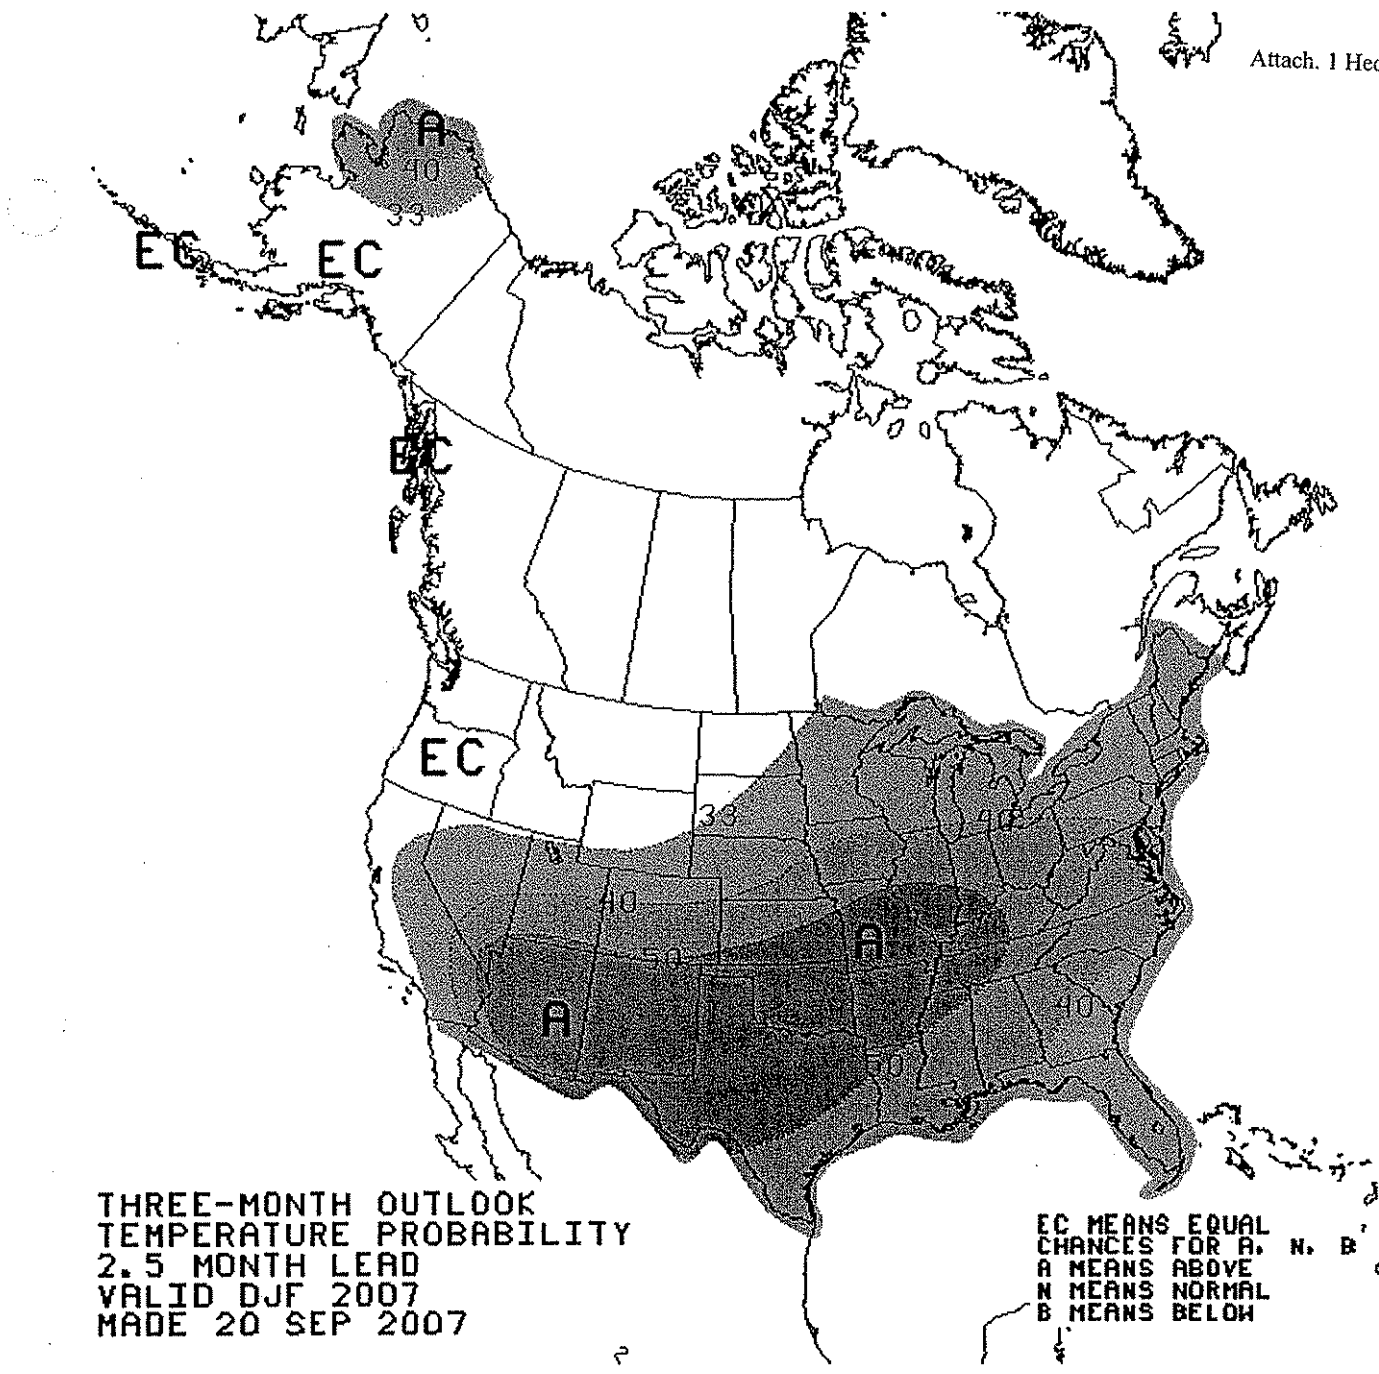 Attach. 1 Hed
A
40
33
EC
EC
EC
EC
33
40
40
50
A
A
40
50
THREE-MONTH OUTLOOK
TEMPERATURE PROBABILITY
2.5 MONTH LEAD
VALID DJF 2007
MADE 20 SEP 2007
EC MEANS EQUAL
CHANCES FOR A, N, B
A MEANS ABOVE
N MEANS NORMAL
B MEANS BELOW